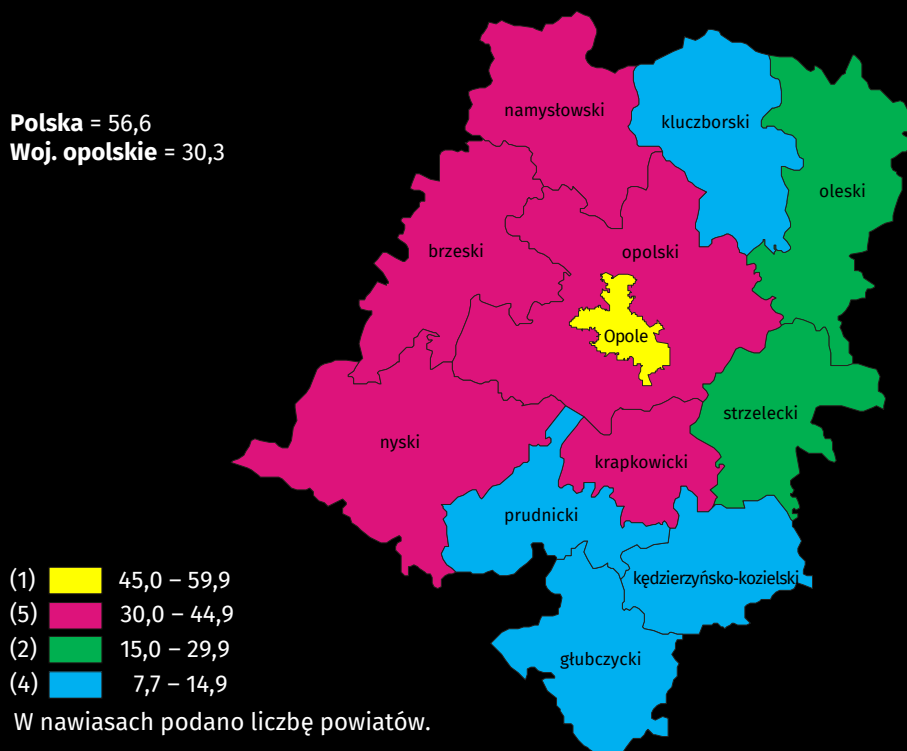 Polska = 56,6
Woj. opolskie = 30,3
namysłowski
kluczborski
oleski
brzeski
opolski
Opole
strzelecki
nyski
krapkowicki
prudnicki
kędzierzyńsko-kozielski
głubczycki
(1) 45,0 – 59,9
(5) 30,0 – 44,9
(2) 15,0 – 29,9
(4) 7,7 – 14,9
W nawiasach podano liczbę powiatów.